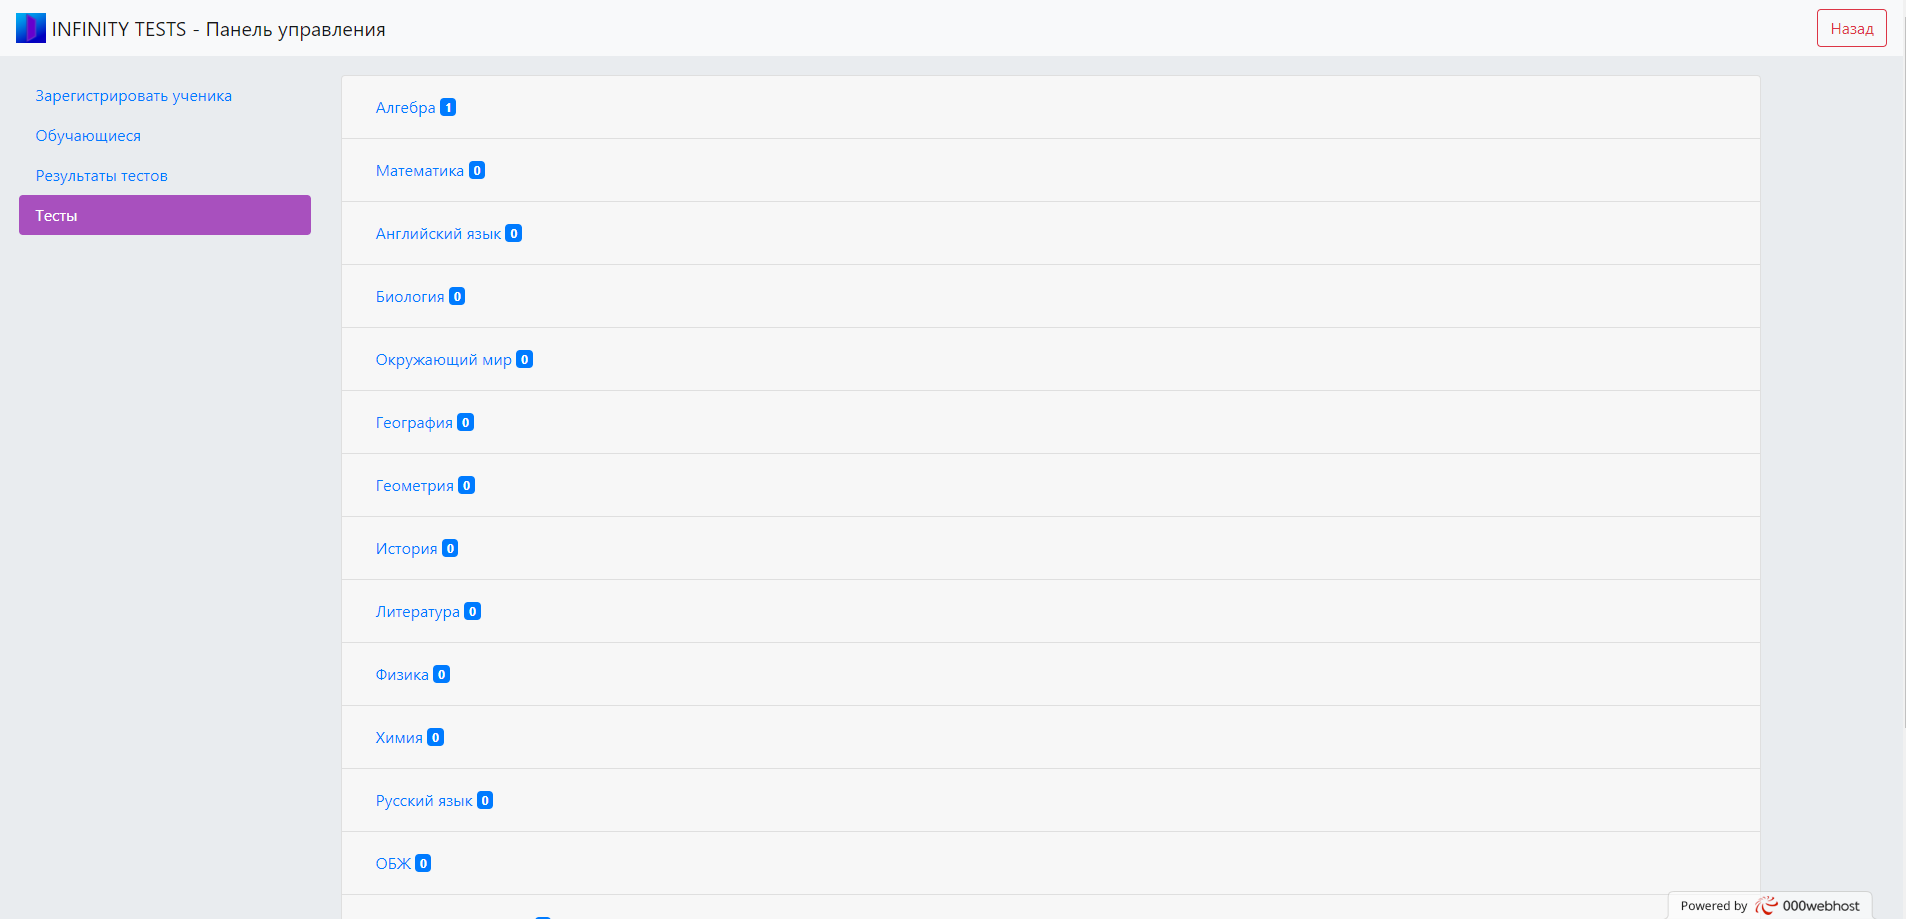 INFINITY TESTS - Панель управления
Назад
Зарегистрировать ученика
Обучающиеся
Результаты тестов
Тесты
Алгебра 1
Математика 0
Английский язык 0
Биология 0
Окружающий мир 0
География 0
Геометрия 0
История 0
Литература 0
Физика 0
Химия 0
Русский язык 0
ОБЖ 0
Powered by 000webhost